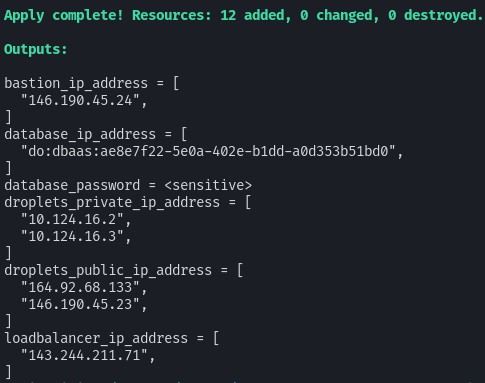 Apply complete! Resources: 12 added, 0 changed, 0 destroyed.
Outputs:
bastion_ip_address = [
  "146.190.45.24",
]
database_ip_address = [
  "do:dbaas:ae8e7f22-5e0a-402e-b1dd-a0d353b51bd0",
]
database_password = <sensitive>
droplets_private_ip_address = [
  "10.124.16.2",
  "10.124.16.3",
]
droplets_public_ip_address = [
  "164.92.68.133",
  "146.190.45.23",
]
loadbalancer_ip_address = [
  "143.244.211.71",
]